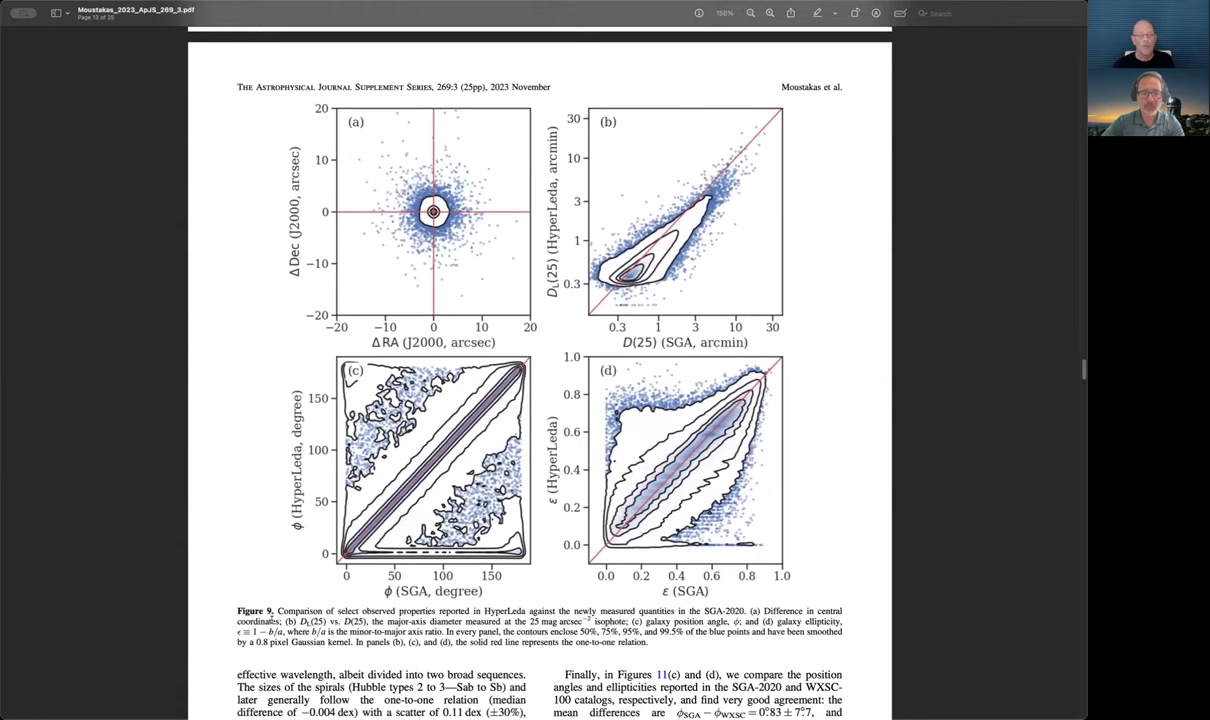 Moustakas_2023_ApJS_269_3.pdf
Page 13 of 35
150%
Search
THE ASTROPHYSICAL JOURNAL SUPPLEMENT SERIES, 269:3 (25pp), 2023 November
Moustakas et al.
(a)
20
10
0
−10
−20
Δ Dec (J2000, arcsec)
−20 −10 0 10 20
Δ RA (J2000, arcsec)
(b)
30
10
3
1
0.3
D_L(25) (HyperLeda, arcmin)
0.3 1 3 10 30
D(25) (SGA, arcmin)
(c)
150
100
50
0
ϕ (HyperLeda, degree)
0 50 100 150
ϕ (SGA, degree)
(d)
1.0
0.8
0.6
0.4
0.2
0.0
ε (HyperLeda)
0.0 0.2 0.4 0.6 0.8 1.0
ε (SGA)
Figure 9. Comparison of select observed properties reported in HyperLeda against the newly measured quantities in the SGA-2020. (a) Difference in central
coordinates; (b) D_L(25) vs. D(25), the major-axis diameter measured at the 25 mag arcsec⁻² isophote; (c) galaxy position angle, ϕ; and (d) galaxy ellipticity,
ϵ ≡ 1 − b/a, where b/a is the minor-to-major axis ratio. In every panel, the contours enclose 50%, 75%, 95%, and 99.5% of the blue points and have been smoothed
by a 0.8 pixel Gaussian kernel. In panels (b), (c), and (d), the solid red line represents the one-to-one relation.
effective wavelength, albeit divided into two broad sequences.
The sizes of the spirals (Hubble types 2 to 3—Sab to Sb) and
later generally follow the one-to-one relation (median
difference of −0.004 dex) with a scatter of 0.11 dex (±30%),
Finally, in Figures 11(c) and (d), we compare the position
angles and ellipticities reported in the SGA-2020 and WXSC-
100 catalogs, respectively, and find very good agreement: the
mean differences are ϕ_SGA − ϕ_WXSC = 0°.83 ± 7°.7, and